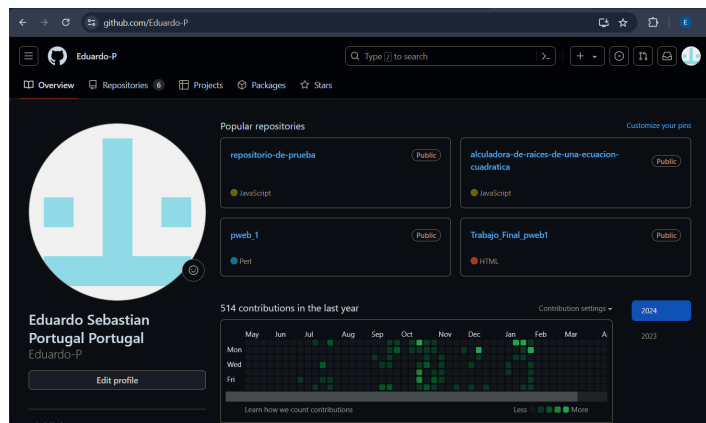 github.com/Eduardo-P
E
Eduardo-P
Type / to search
Overview Repositories 6 Projects Packages Stars
Popular repositories
Customize your pins
repositorio-de-prueba Public
JavaScript
alculadora-de-raices-de-una-ecuacion-
cuadratica Public
JavaScript
pweb_1 Public
Perl
Trabajo_Final_pweb1 Public
HTML
Eduardo Sebastian
Portugal Portugal
Eduardo-P
Edit profile
514 contributions in the last year
Contribution settings
2024
2023
May Jun Jul Aug Sep Oct Nov Dec Jan Feb Mar A
Mon
Wed
Fri
Learn how we count contributions
Less More